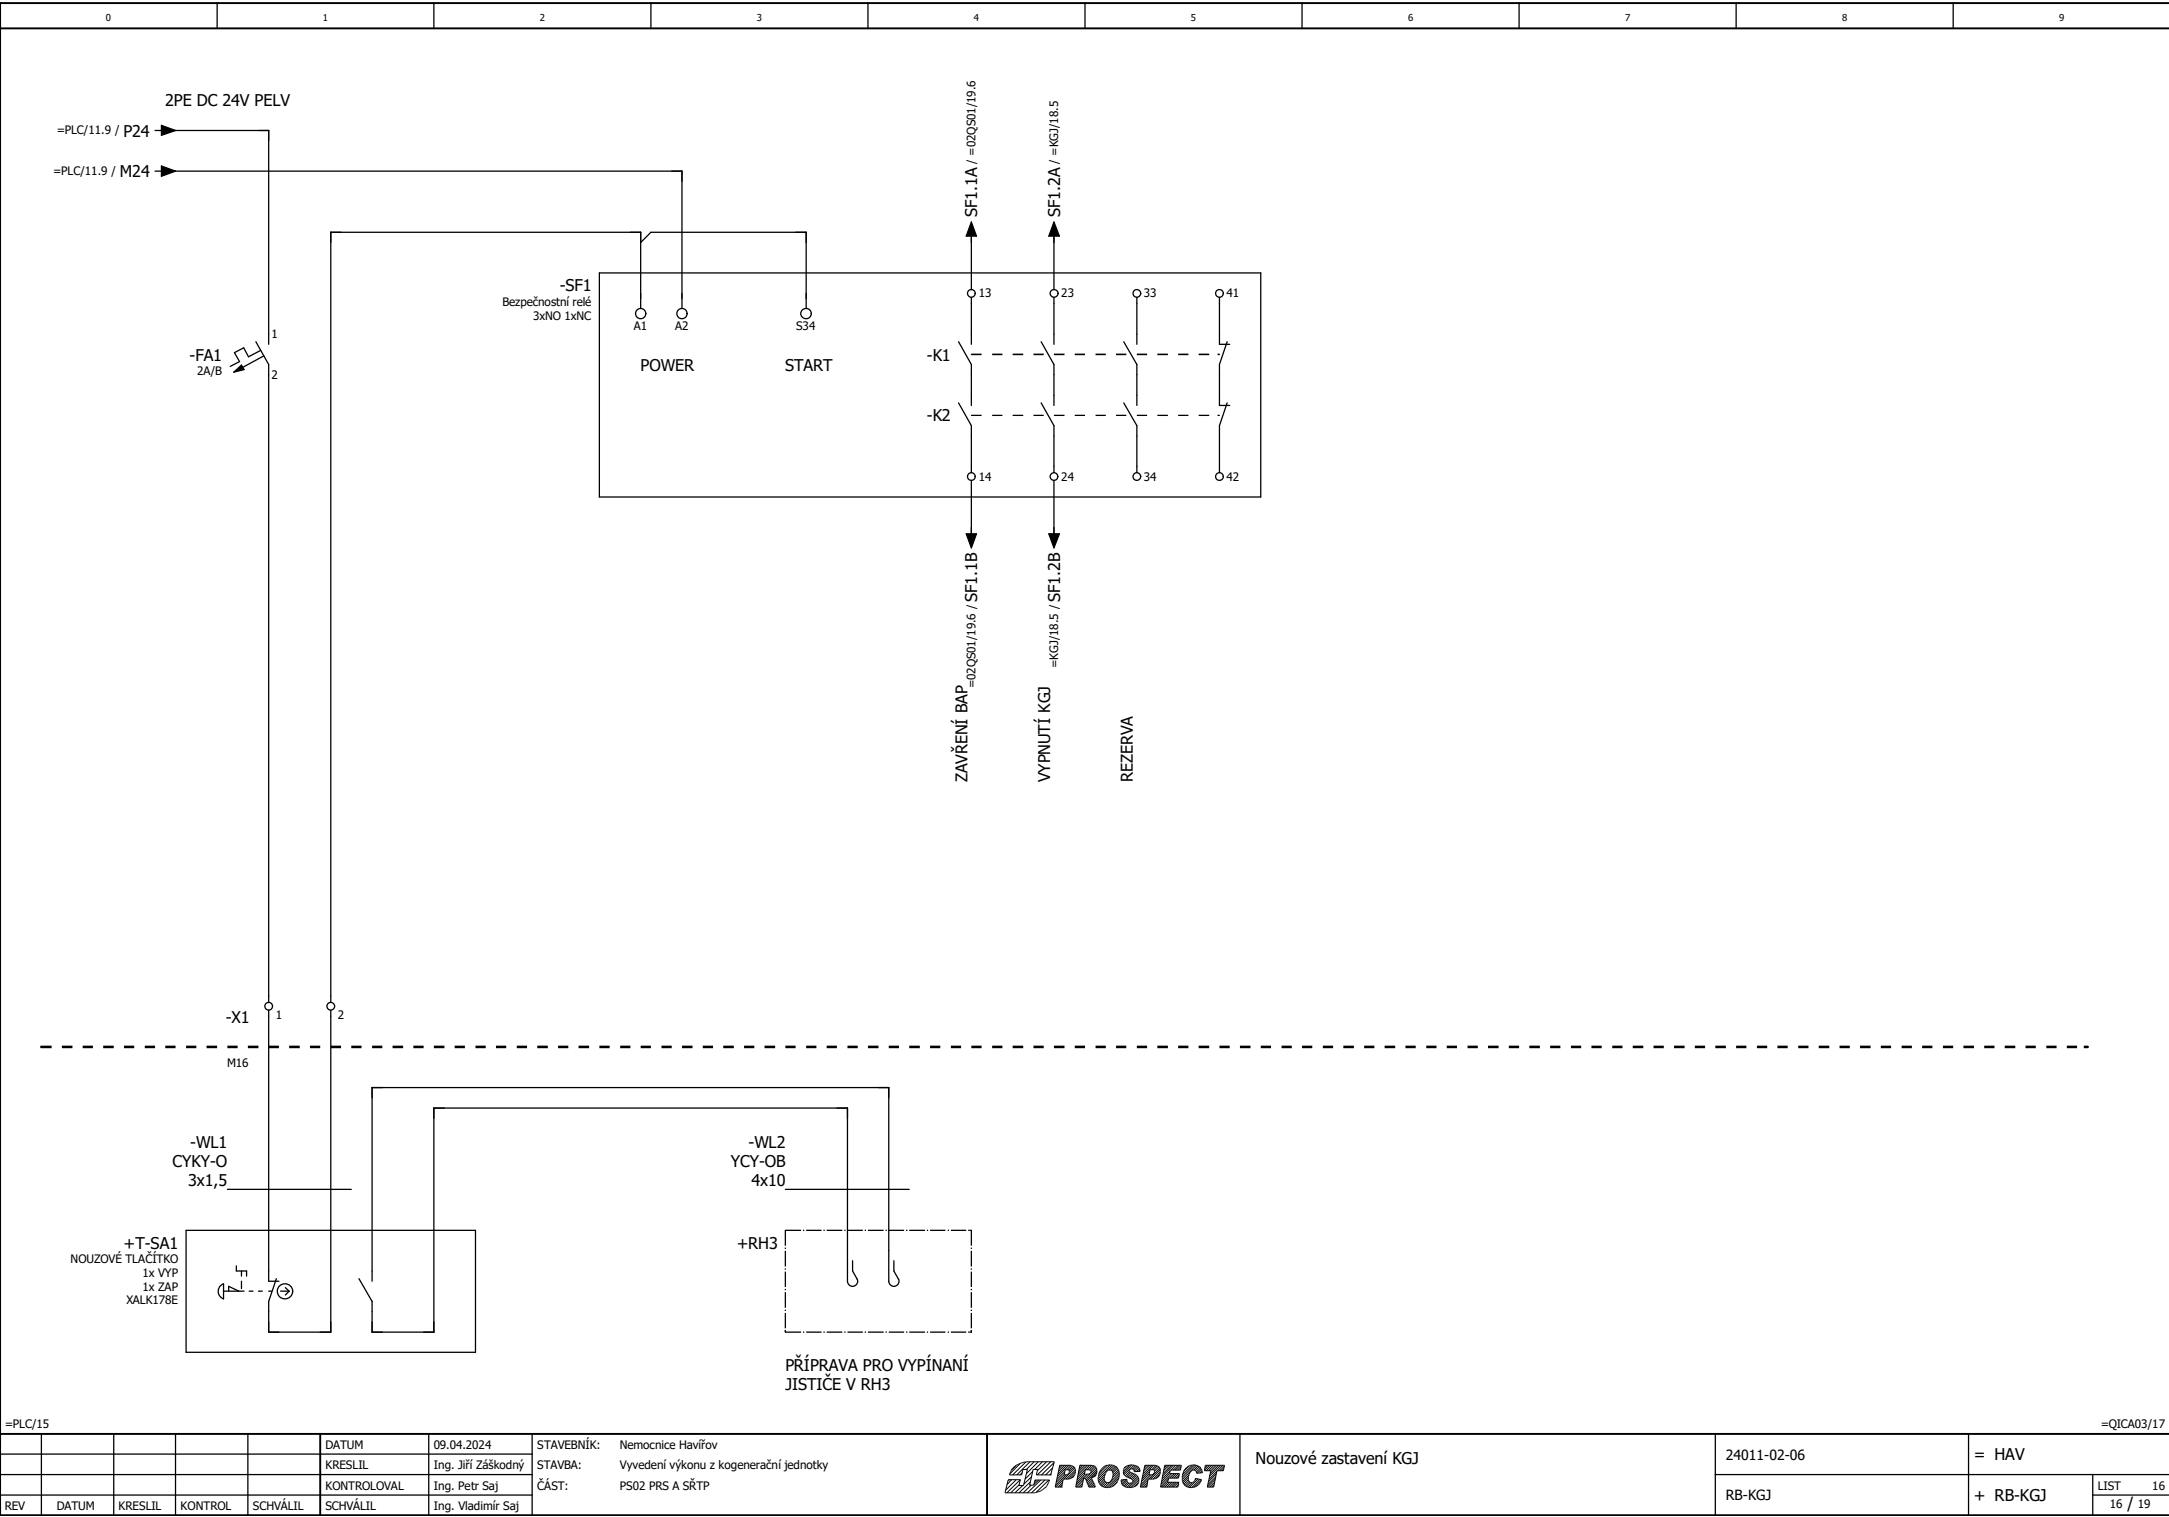 0 1 2 3 4 5 6 7 8 9
2PE DC 24V PELV
=PLC/11.9 / P24
=PLC/11.9 / M24
SF1.1A / =02QS01/19.6
SF1.2A / =KGJ/18.5
-SF1
Bezpečnostní relé
3xNO 1xNC
A1 A2 S34
POWER START
13 23 33 41
-K1
-K2
14 24 34 42
-FA1
2A/B
1
2
=02QS01/19.6 / SF1.1B
=KGJ/18.5 / SF1.2B
ZAVŘENÍ BAP
VYPNUTÍ KGJ
REZERVA
-X1 1 2
M16
-WL1
CYKY-O
3x1,5
-WL2
YCY-OB
4x10
+T-SA1
NOUZOVÉ TLAČÍTKO
1x VYP
1x ZAP
XALK178E
+RH3
PŘÍPRAVA PRO VYPÍNANÍ
JISTIČE V RH3
=PLC/15
=QICA03/17
DATUM 09.04.2024
KRESLIL Ing. Jiří Záškodný
KONTROLOVAL Ing. Petr Saj
REV DATUM KRESLIL KONTROL SCHVÁLIL SCHVÁLIL Ing. Vladimír Saj
STAVEBNÍK: Nemocnice Havířov
STAVBA: Vyvedení výkonu z kogenerační jednotky
ČÁST: PS02 PRS A SŘTP
PROSPECT
Nouzové zastavení KGJ
24011-02-06
RB-KGJ
= HAV
+ RB-KGJ
LIST 16
16 / 19